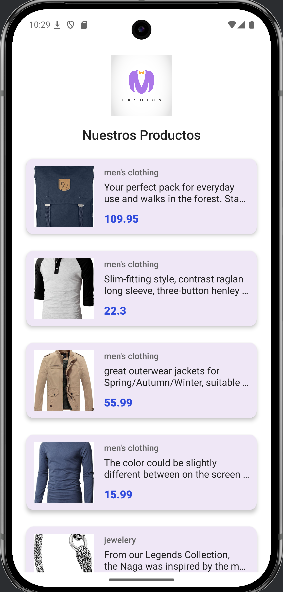 10:29
Nuestros Productos
men's clothing
Your perfect pack for everyday
use and walks in the forest. Sta...
109.95
men's clothing
Slim-fitting style, contrast raglan
long sleeve, three-button henley ...
22.3
men's clothing
great outerwear jackets for
Spring/Autumn/Winter, suitable ...
55.99
men's clothing
The color could be slightly
different between on the screen ...
15.99
jewelery
From our Legends Collection,
the Naga was inspired by the m...